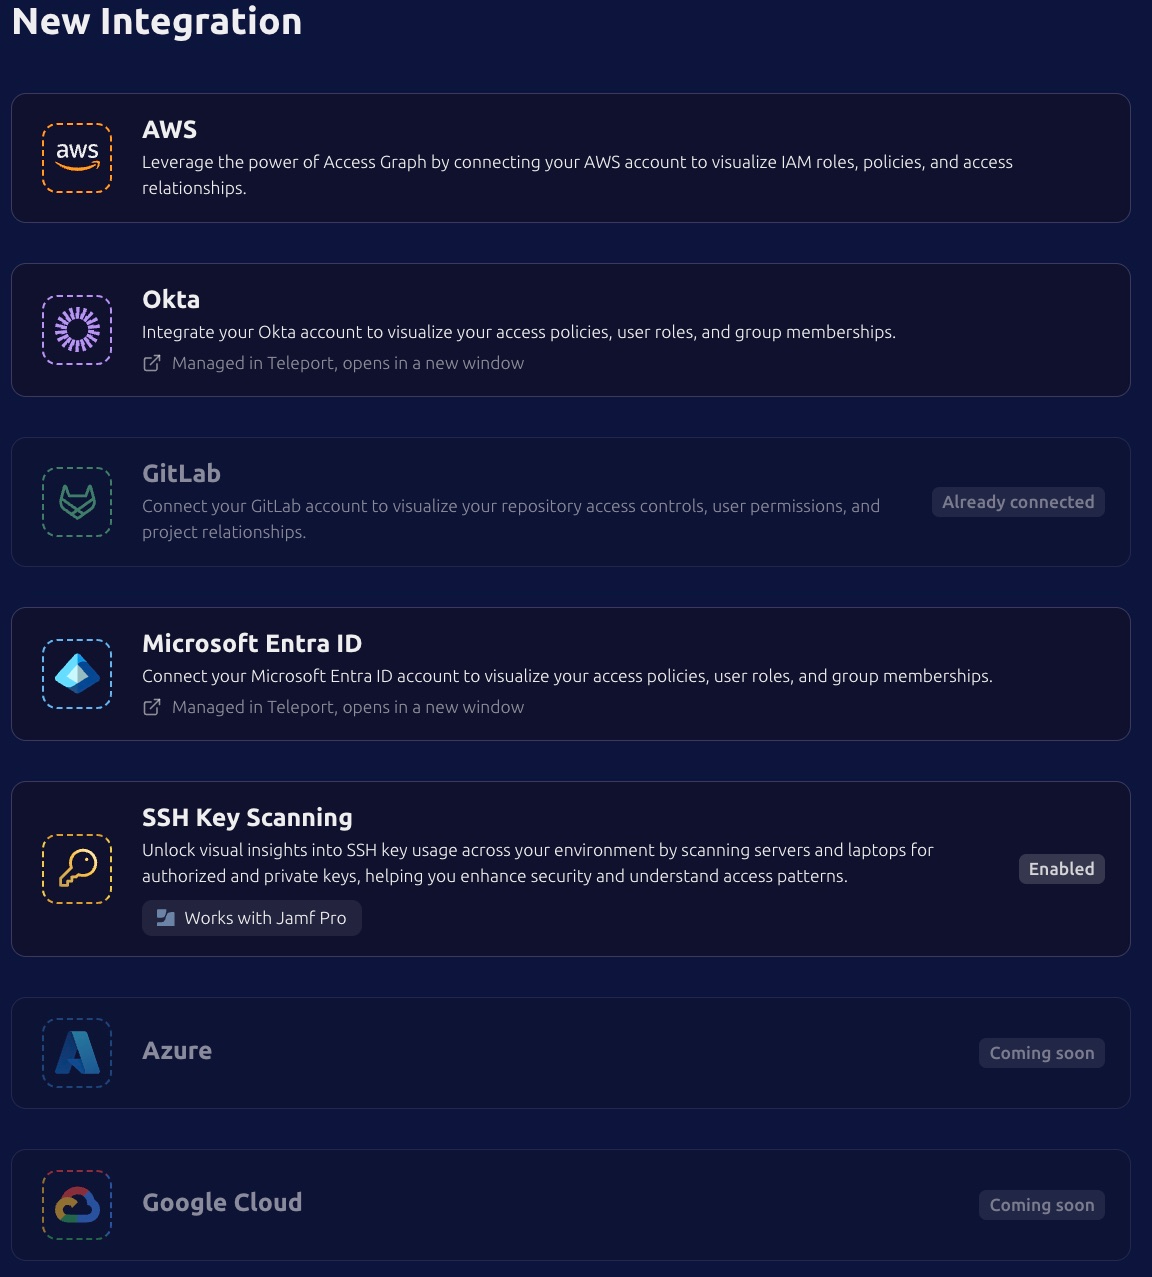 New Integration
aws
AWS
Leverage the power of Access Graph by connecting your AWS account to visualize IAM roles, policies, and access
relationships.
Okta
Integrate your Okta account to visualize your access policies, user roles, and group memberships.
Managed in Teleport, opens in a new window
GitLab
Connect your GitLab account to visualize your repository access controls, user permissions, and
project relationships.
Already connected
Microsoft Entra ID
Connect your Microsoft Entra ID account to visualize your access policies, user roles, and group memberships.
Managed in Teleport, opens in a new window
SSH Key Scanning
Unlock visual insights into SSH key usage across your environment by scanning servers and laptops for
authorized and private keys, helping you enhance security and understand access patterns.
Enabled
Works with Jamf Pro
Azure
Coming soon
Google Cloud
Coming soon